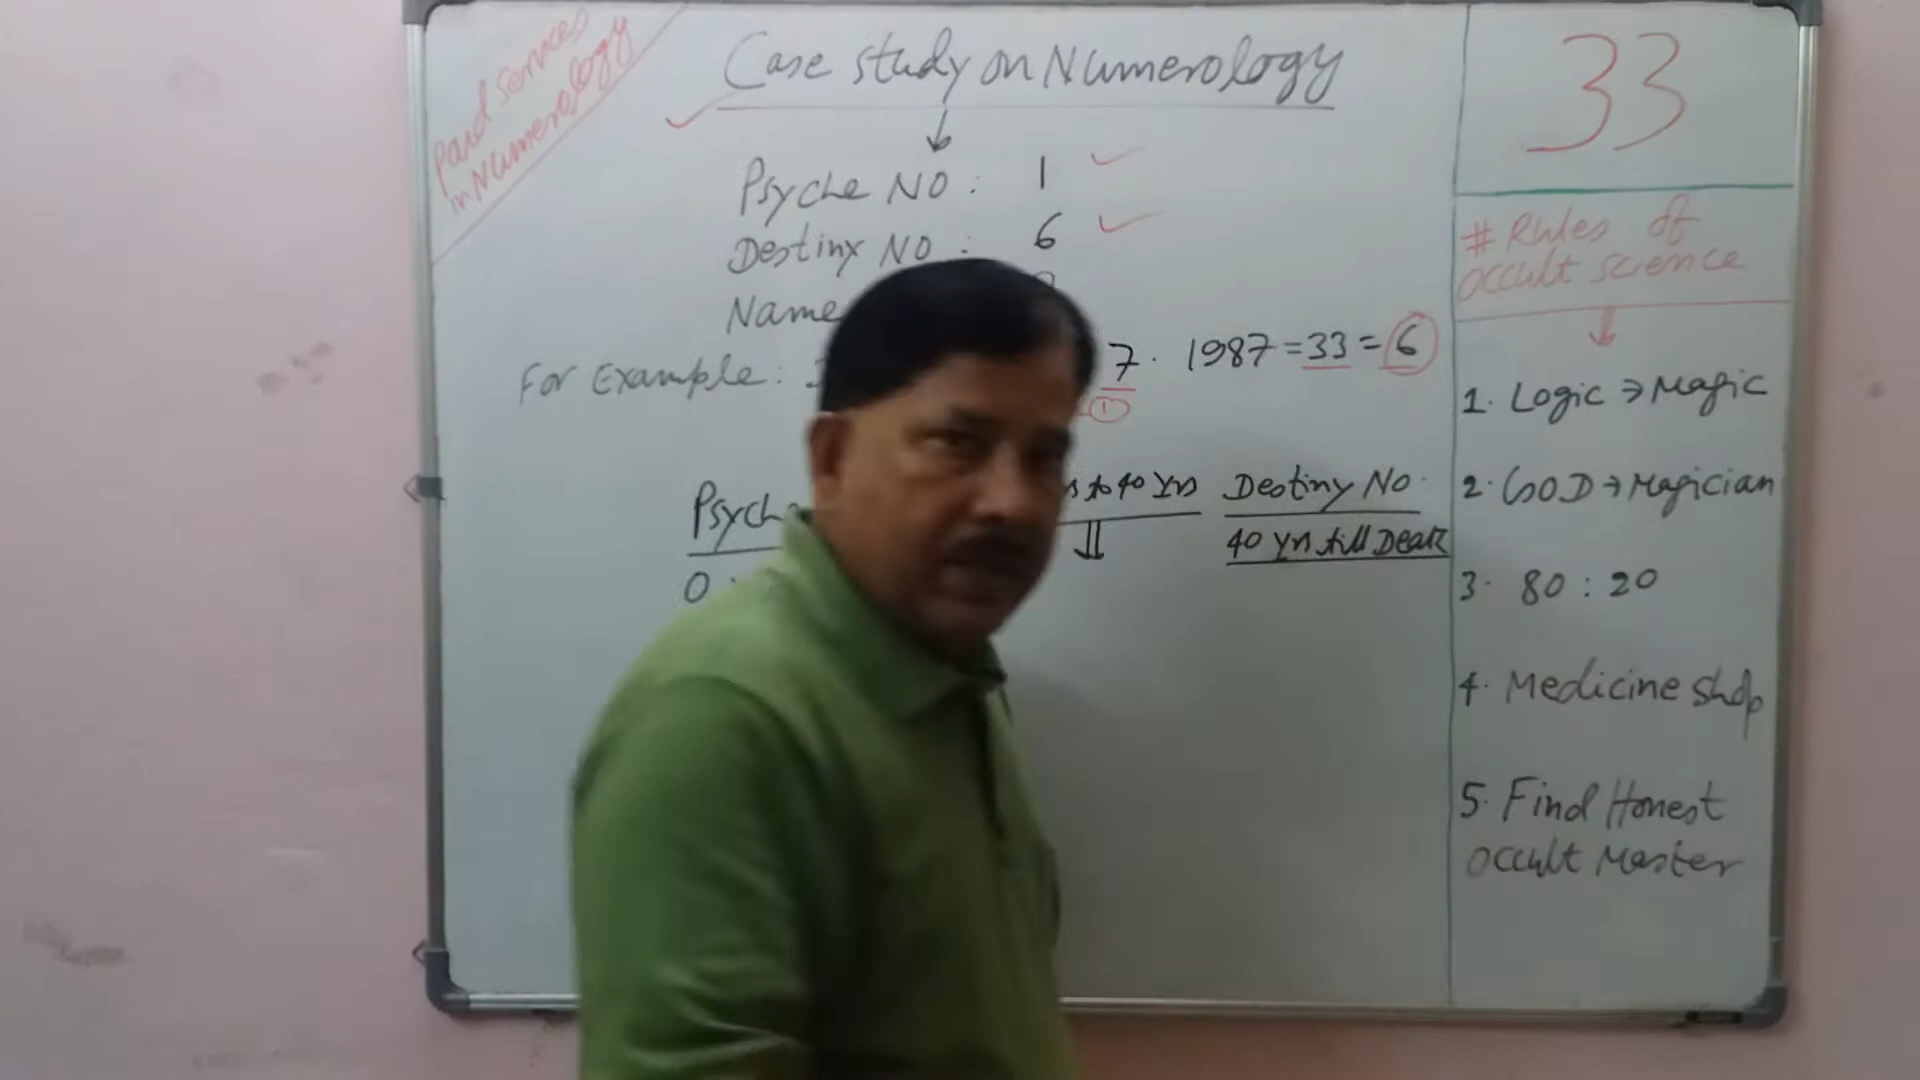 Paid services
in Numerology
Case study on Numerology
Psyche NO : 1
Destiny NO : 6
Name
For Example : 7 . 1987 = 33 = 6
1
to 40 Yrs
Destiny No.
40 Yrs till Death
0
33
# Rules of
occult science
1. Logic → Magic
2. GOD → Magician
3. 80 : 20
4. Medicine shop
5. Find Honest
occult Master